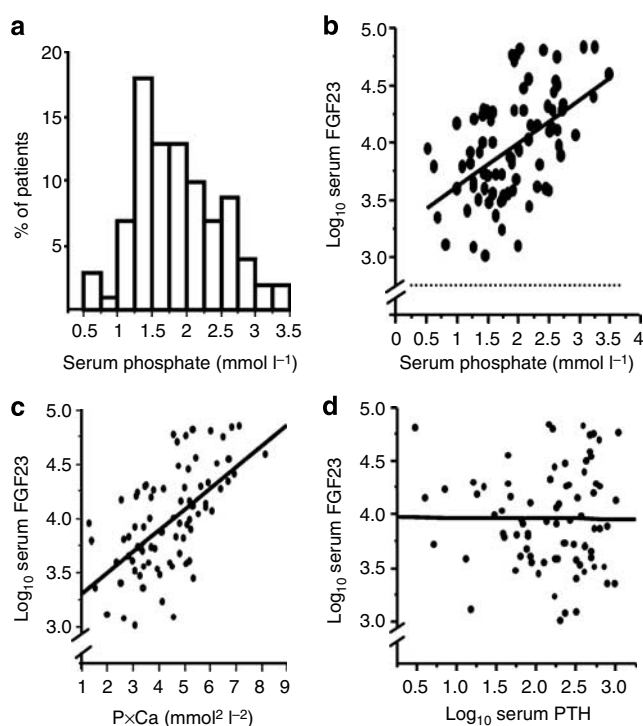 a
20
15
10
5
% of patients
0.5 1 1.5 2 2.5 3 3.5
Serum phosphate (mmol l⁻¹)
b
5.0
4.5
4.0
3.5
3.0
Log₁₀ serum FGF23
0 0.5 1 1.5 2 2.5 3 3.5 4
Serum phosphate (mmol l⁻¹)
c
5.0
4.5
4.0
3.5
3.0
Log₁₀ serum FGF23
1 2 3 4 5 6 7 8 9
P×Ca (mmol² l⁻²)
d
5.0
4.5
4.0
3.5
3.0
Log₁₀ serum FGF23
0.5 1.0 1.5 2.0 2.5 3.0
Log₁₀ serum PTH